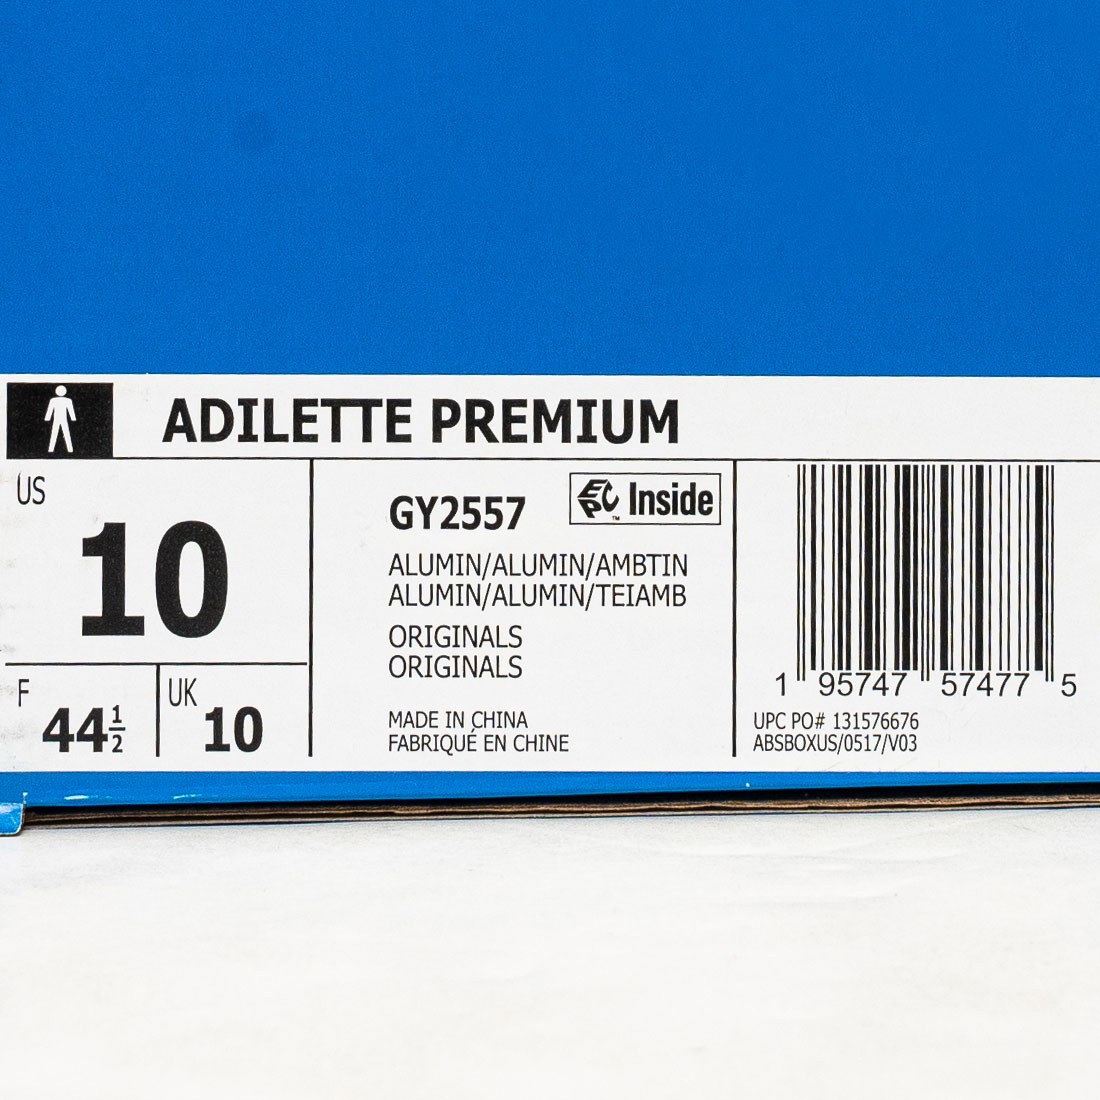 ADILETTE PREMIUM
US
10
F
44½
UK
10
GY2557
EPC Inside
™
ALUMIN/ALUMIN/AMBTIN
ALUMIN/ALUMIN/TEIAMB
ORIGINALS
ORIGINALS
MADE IN CHINA
FABRIQUÉ EN CHINE
1 95747 57477 5
UPC PO# 131576676
ABSBOXUS/0517/V03